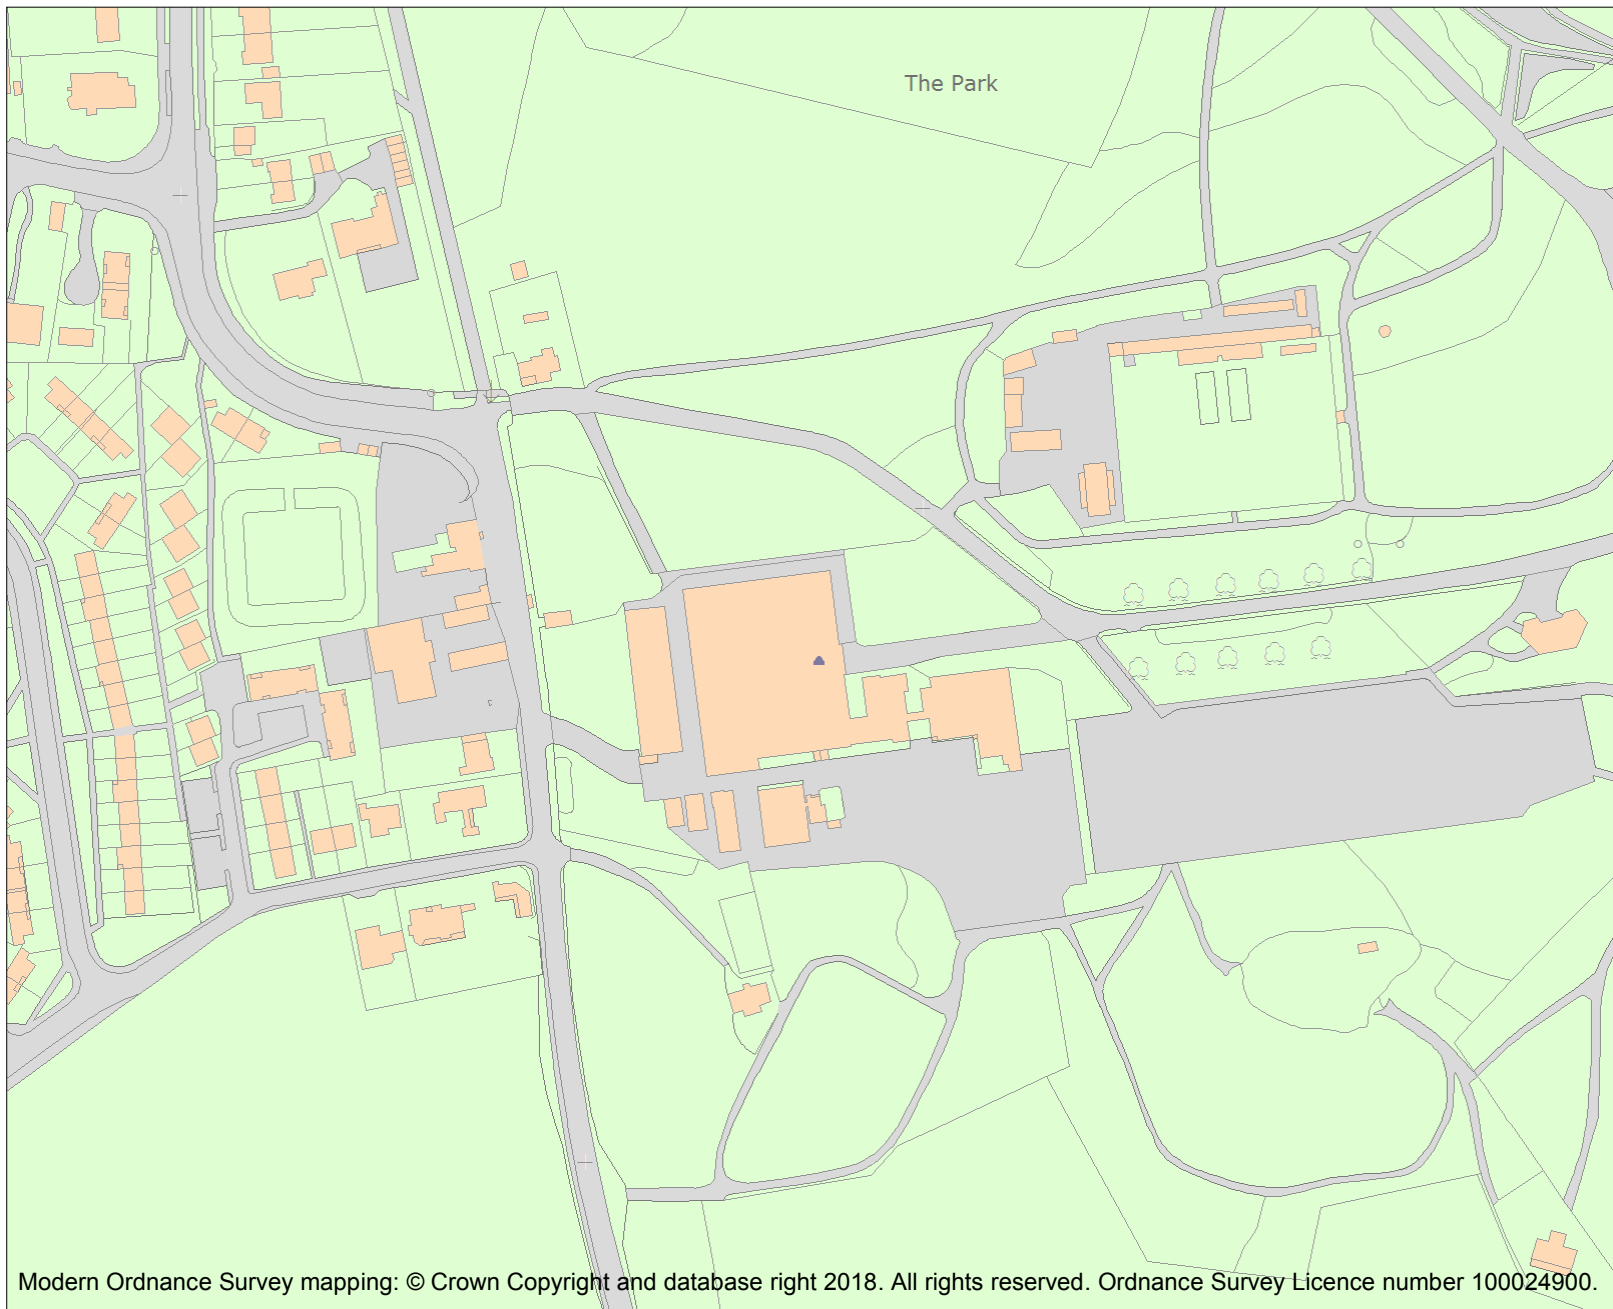 The Park
Modern Ordnance Survey mapping: © Crown Copyright and database right 2018. All rights reserved. Ordnance Survey Licence number 100024900.